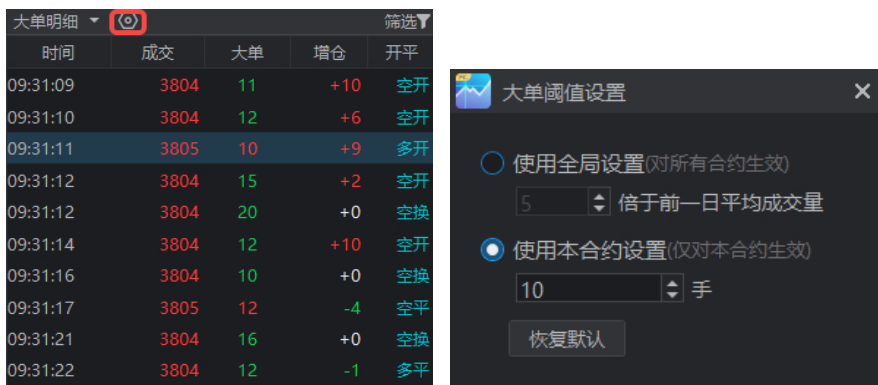 大单明细 筛选
时间 成交 大单 增仓 开平
09:31:09 3804 11 +10 空开
09:31:10 3804 12 +6 空开
09:31:11 3805 10 +9 多开
09:31:12 3804 15 +2 空开
09:31:12 3804 20 +0 空换
09:31:14 3804 12 +10 空开
09:31:16 3804 10 +0 空换
09:31:17 3805 12 -4 空平
09:31:21 3804 16 +0 空换
09:31:22 3804 12 -1 多平
大单阈值设置
使用全局设置(对所有合约生效)
5 倍于前一日平均成交量
使用本合约设置(仅对本合约生效)
10 手
恢复默认